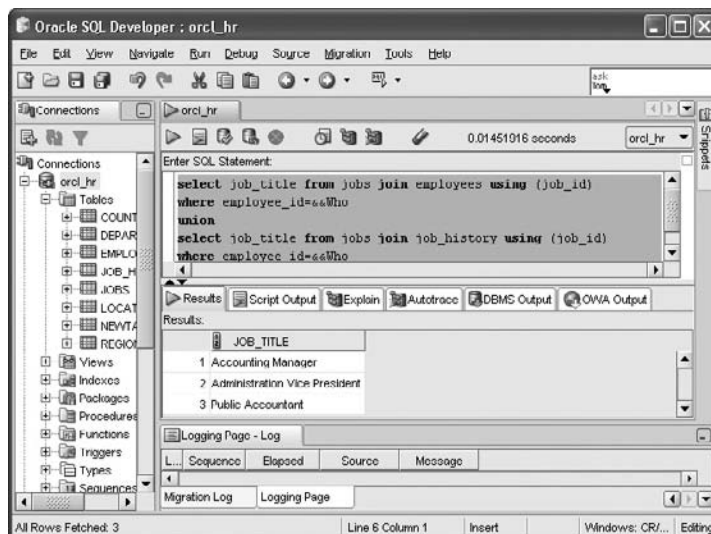 Oracle SQL Developer : orcl_hr
File Edit View Navigate Run Debug Source Migration Tools Help
ask
Connections
orcl_hr
0.01451916 seconds
orcl_hr
Snippets
Connections
orcl_hr
Tables
COUNT
DEPAR
EMPLO
JOB_H
JOBS
LOCAT
NEWTA
REGION
Views
Indexes
Packages
Procedures
Functions
Triggers
Types
Sequences
Enter SQL Statement:
select job_title from jobs join employees using (job_id)
where employee_id=&&Who
union
select job_title from jobs join job_history using (job_id)
where employee_id=&&Who
Results Script Output Explain Autotrace DBMS Output OWA Output
Results:
JOB_TITLE
1 Accounting Manager
2 Administration Vice President
3 Public Accountant
Logging Page - Log
L... Sequence Elapsed Source Message
Migration Log Logging Page
All Rows Fetched: 3 Line 6 Column 1 Insert Windows: CR/... Editing